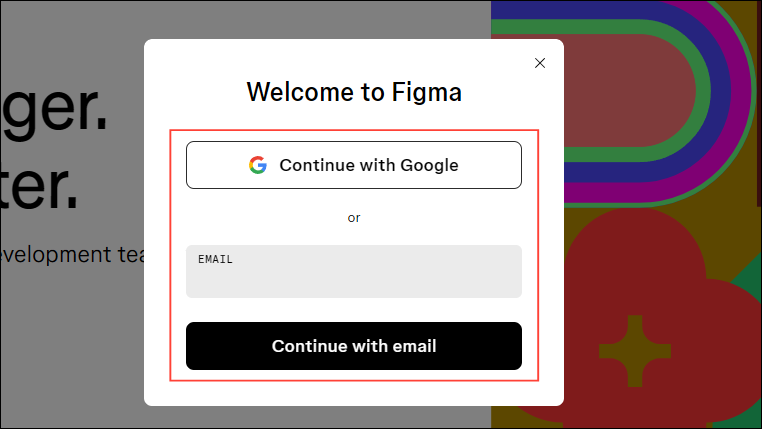 Welcome to Figma
Continue with Google
or
EMAIL
Continue with email
ger.
ter.
evelopment tea